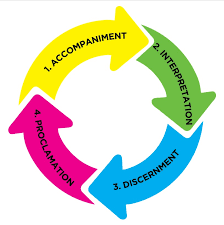 1. ACCOMPANIMENT
2. INTERPRETATION
3. DISCERNMENT
4. PROCLAMATION